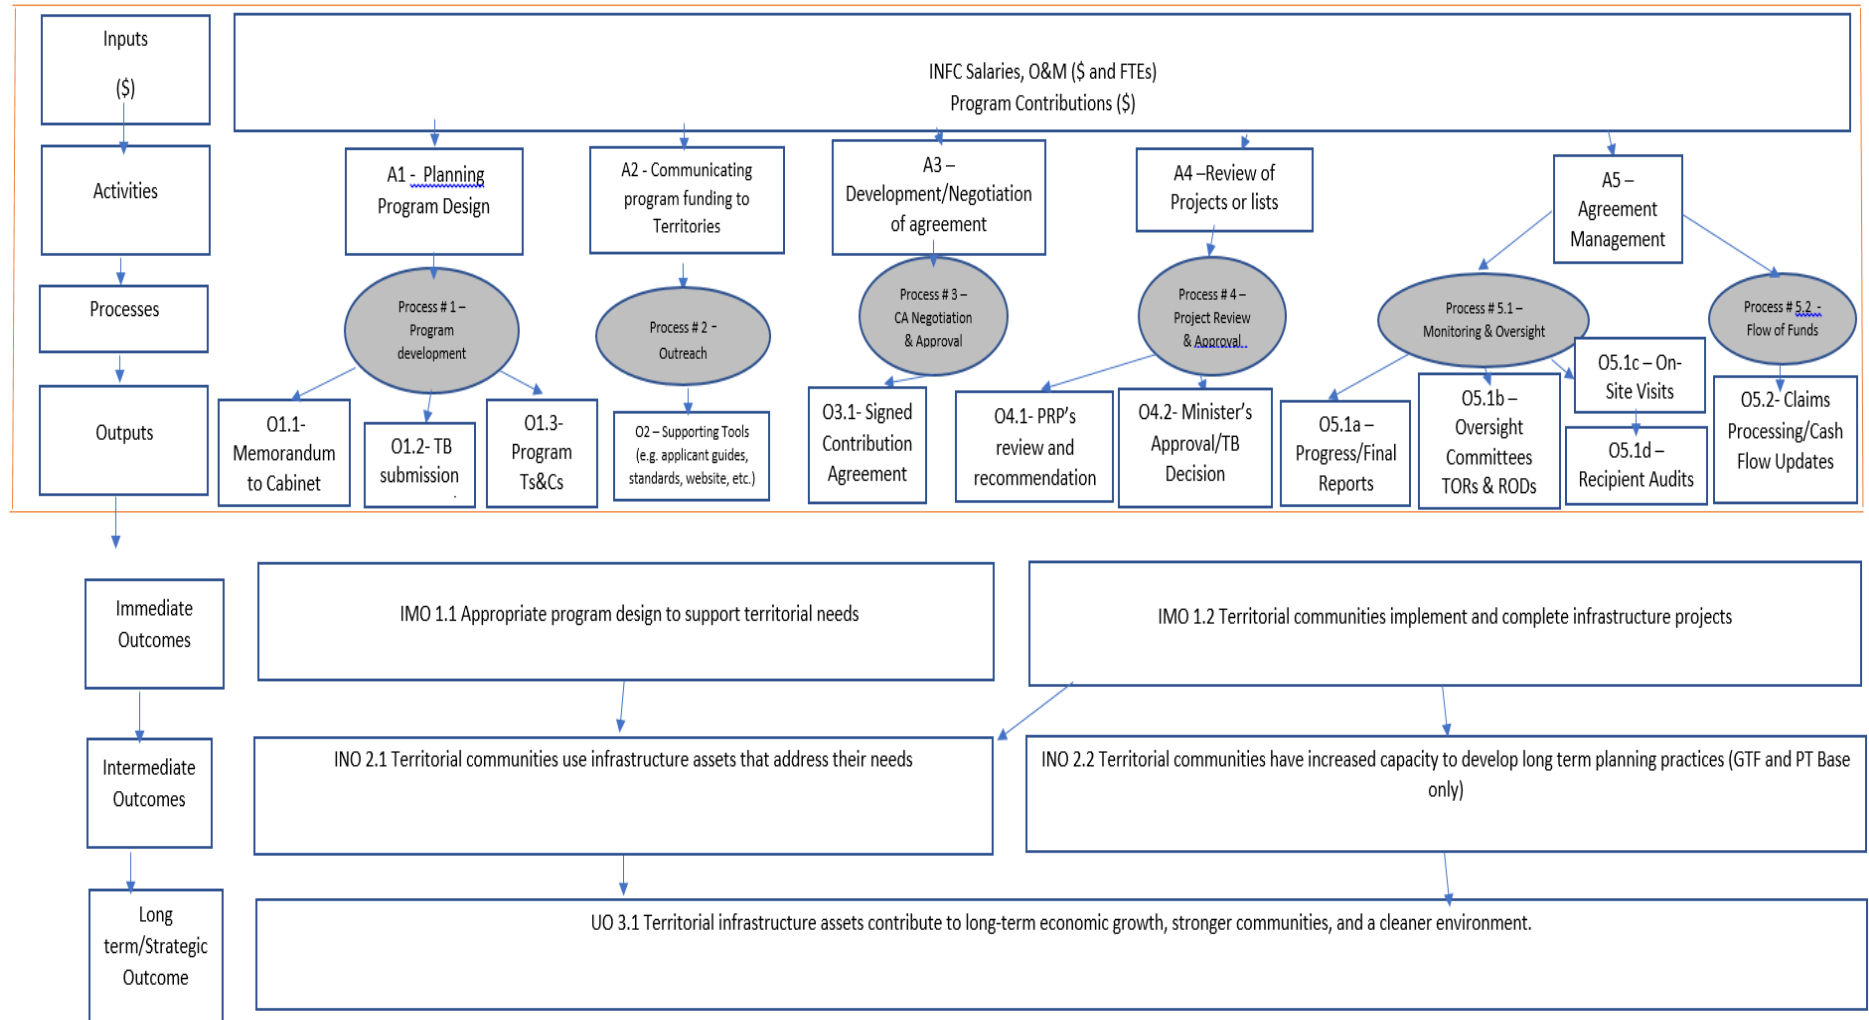 Inputs
($)
INFC Salaries, O&M ($ and FTEs)
Program Contributions ($)
Activities
A1 - Planning
Program Design
A2 - Communicating
program funding to
Territories
A3 –
Development/Negotiation
of agreement
A4 –Review of
Projects or lists
A5 –
Agreement
Management
Processes
Process # 1 –
Program
development
Process # 2 -
Outreach
Process # 3 –
CA Negotiation
& Approval
Process # 4 –
Project Review
& Approval
Process # 5.1 –
Monitoring & Oversight
Process # 5.2 -
Flow of Funds
Outputs
O1.1-
Memorandum
to Cabinet
O1.2- TB
submission
.
O1.3-
Program
Ts&Cs
O2 – Supporting Tools
(e.g. applicant guides,
standards, website, etc.)
O3.1- Signed
Contribution
Agreement
O4.1- PRP's
review and
recommendation
O4.2- Minister's
Approval/TB
Decision
O5.1a –
Progress/Final
Reports
O5.1b –
Oversight
Committees
TORs & RODs
O5.1c – On-
Site Visits
O5.1d –
Recipient Audits
O5.2- Claims
Processing/Cash
Flow Updates
Immediate
Outcomes
IMO 1.1 Appropriate program design to support territorial needs
IMO 1.2 Territorial communities implement and complete infrastructure projects
Intermediate
Outcomes
INO 2.1 Territorial communities use infrastructure assets that address their needs
INO 2.2 Territorial communities have increased capacity to develop long term planning practices (GTF and PT Base
only)
Long
term/Strategic
Outcome
UO 3.1 Territorial infrastructure assets contribute to long-term economic growth, stronger communities, and a cleaner environment.